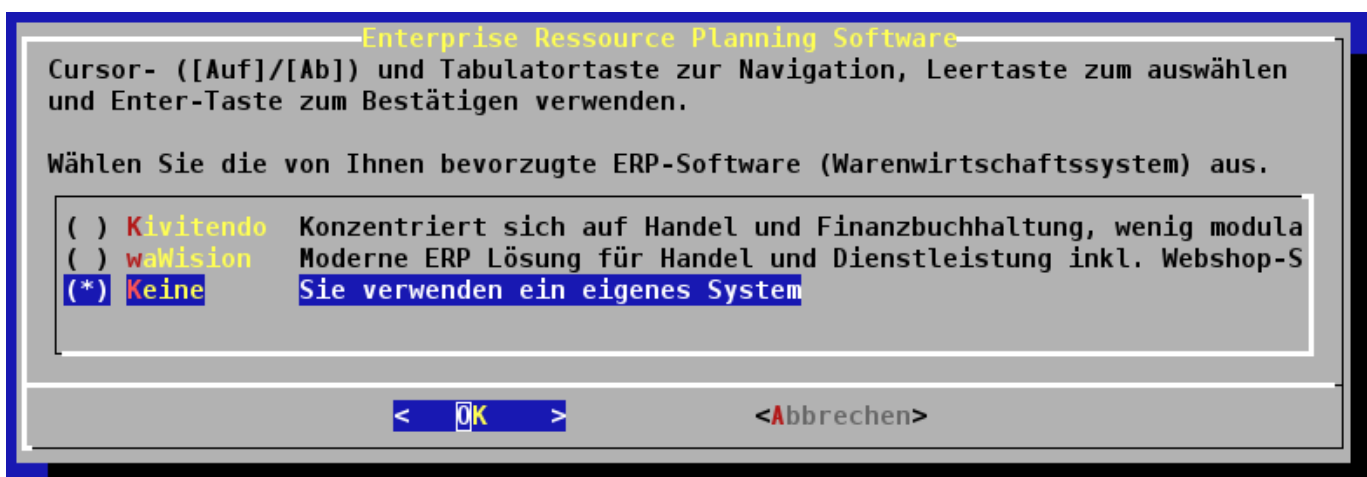 Enterprise Ressource Planning Software
Cursor- ([Auf]/[Ab]) und Tabulatortaste zur Navigation, Leertaste zum auswählen
und Enter-Taste zum Bestätigen verwenden.
Wählen Sie die von Ihnen bevorzugte ERP-Software (Warenwirtschaftssystem) aus.
( ) Kivitendo Konzentriert sich auf Handel und Finanzbuchhaltung, wenig modula
( ) waWision Moderne ERP Lösung für Handel und Dienstleistung inkl. Webshop-S
(*) Keine Sie verwenden ein eigenes System
< OK > <Abbrechen>